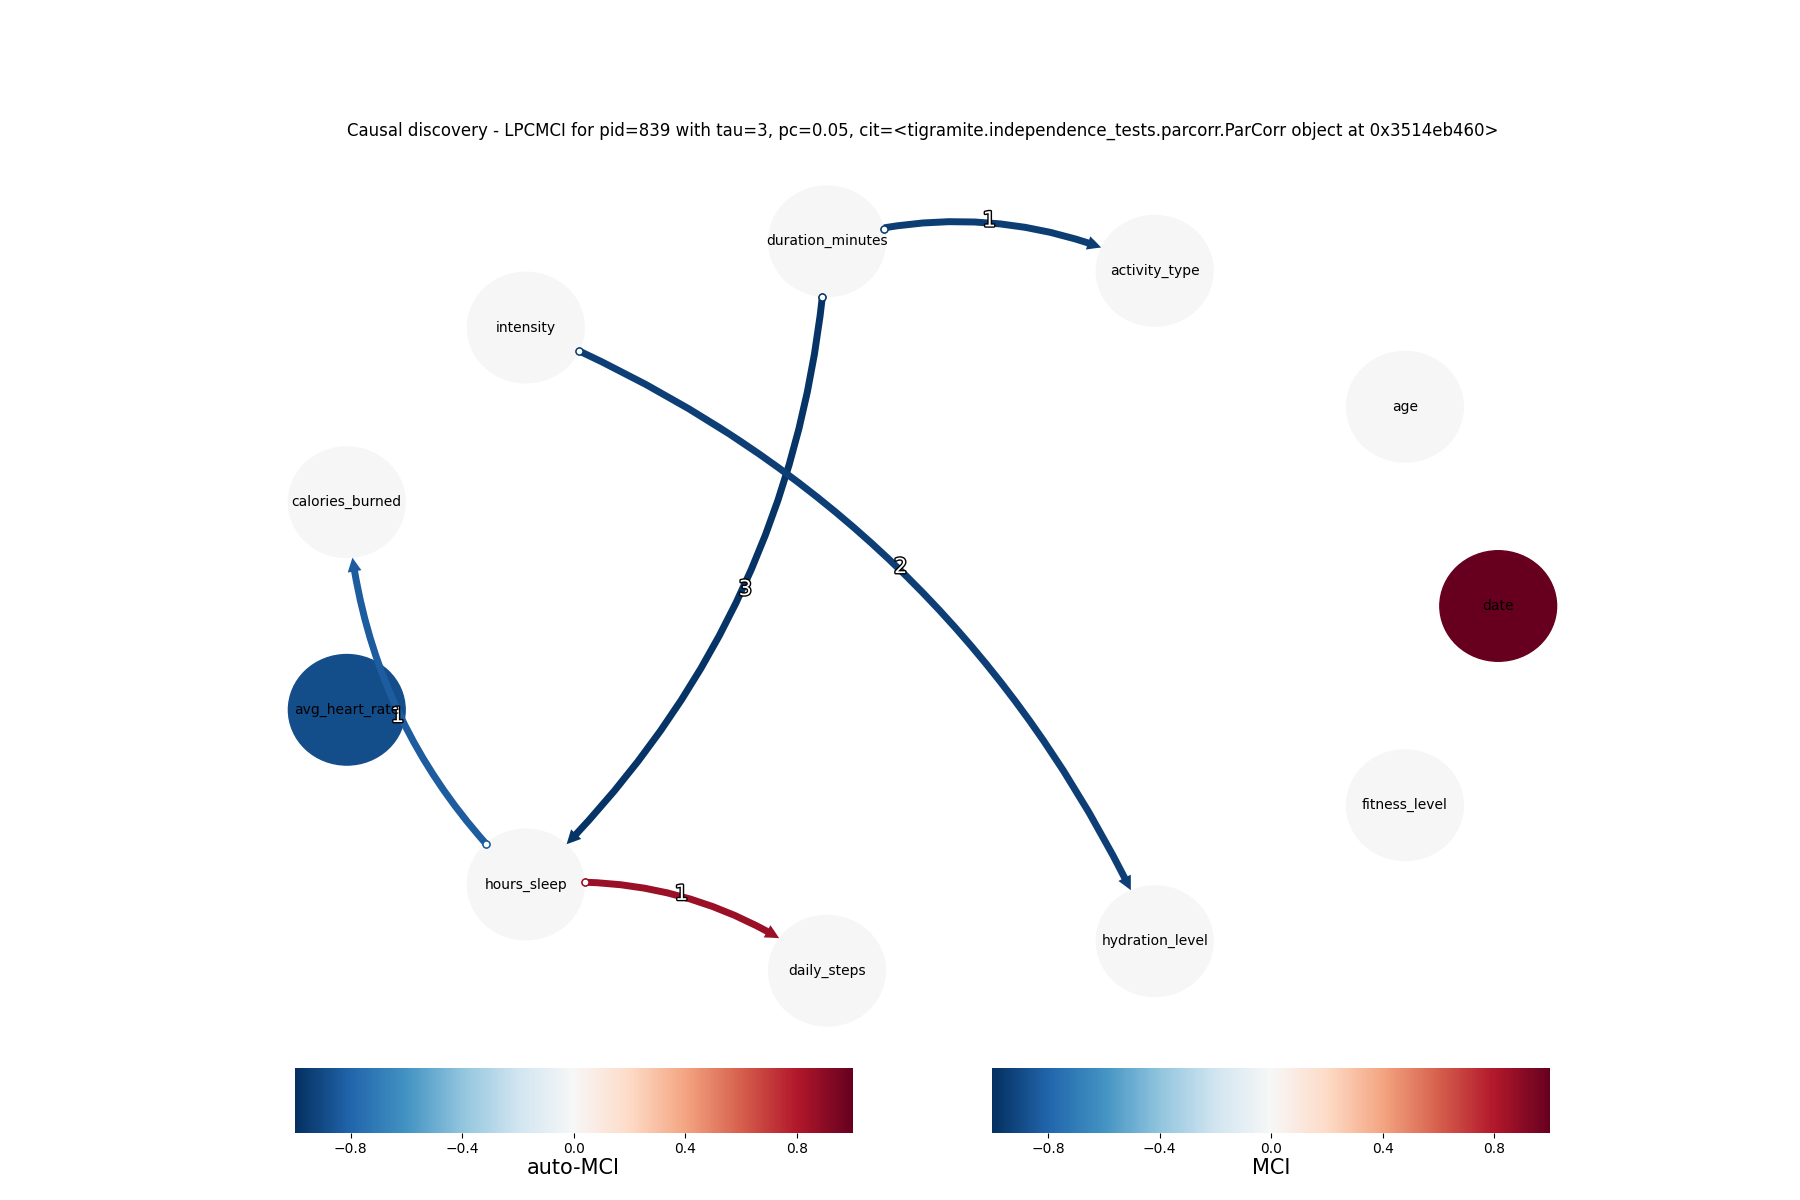 Causal discovery - LPCMCI for pid=839 with tau=3, pc=0.05, cit=<tigramite.independence_tests.parcorr.ParCorr object at 0x3514eb460>
1
duration_minutes
activity_type
intensity
age
calories_burned
2
3
date
avg_heart_rate
1
fitness_level
hours_sleep
1
hydration_level
daily_steps
−0.8 −0.4 0.0 0.4 0.8
auto-MCI
−0.8 −0.4 0.0 0.4 0.8
MCI